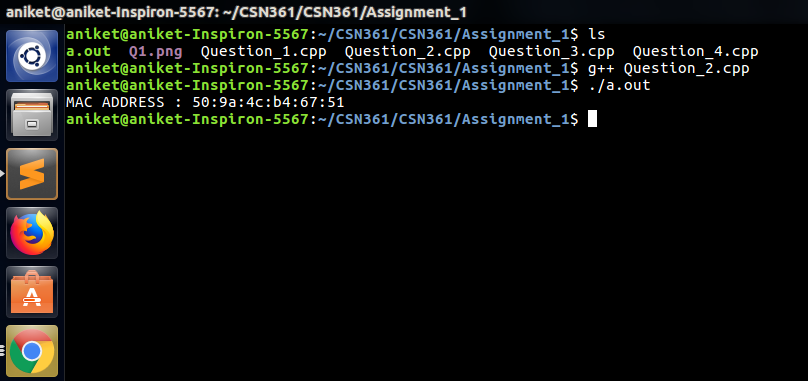 aniket@aniket-Inspiron-5567: ~/CSN361/CSN361/Assignment_1
aniket@aniket-Inspiron-5567:~/CSN361/CSN361/Assignment_1$ ls
a.out  Q1.png  Question_1.cpp  Question_2.cpp  Question_3.cpp  Question_4.cpp
aniket@aniket-Inspiron-5567:~/CSN361/CSN361/Assignment_1$ g++ Question_2.cpp
aniket@aniket-Inspiron-5567:~/CSN361/CSN361/Assignment_1$ ./a.out
MAC ADDRESS : 50:9a:4c:b4:67:51
aniket@aniket-Inspiron-5567:~/CSN361/CSN361/Assignment_1$